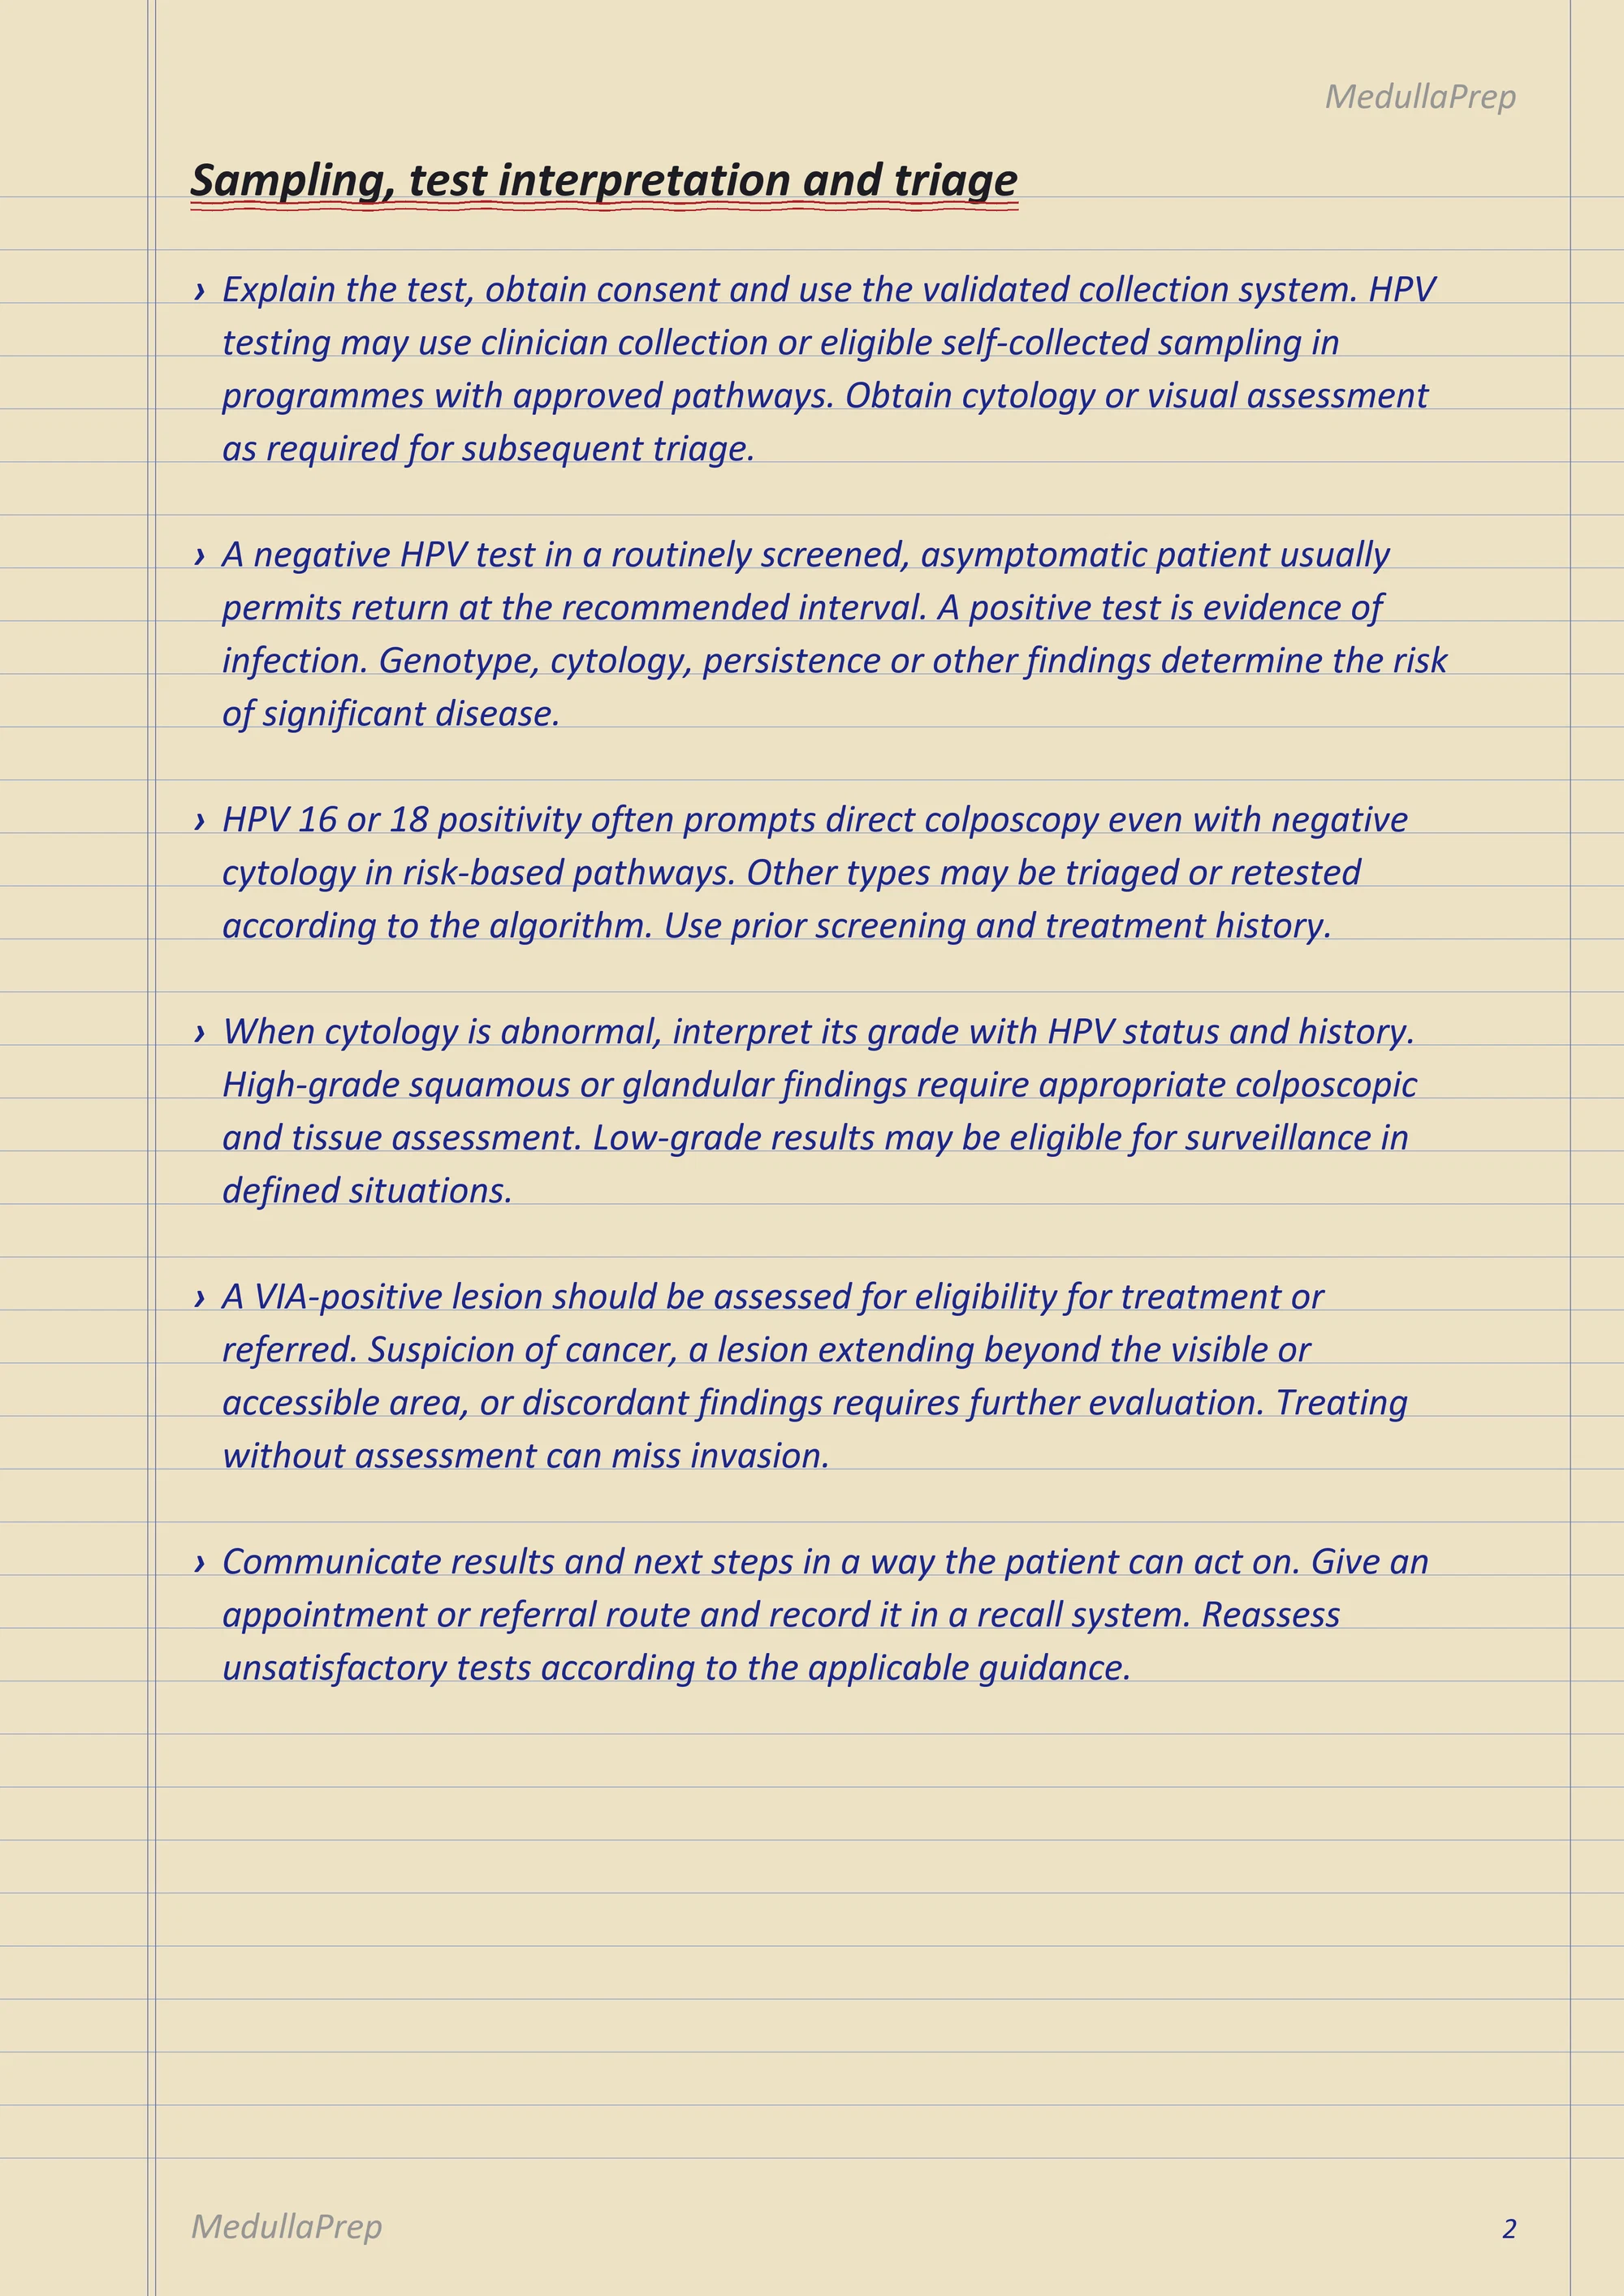 MedullaPrep
Sampling, test interpretation and triage
› Explain the test, obtain consent and use the validated collection system. HPV
testing may use clinician collection or eligible self-collected sampling in
programmes with approved pathways. Obtain cytology or visual assessment
as required for subsequent triage.
› A negative HPV test in a routinely screened, asymptomatic patient usually
permits return at the recommended interval. A positive test is evidence of
infection. Genotype, cytology, persistence or other findings determine the risk
of significant disease.
› HPV 16 or 18 positivity often prompts direct colposcopy even with negative
cytology in risk-based pathways. Other types may be triaged or retested
according to the algorithm. Use prior screening and treatment history.
› When cytology is abnormal, interpret its grade with HPV status and history.
High-grade squamous or glandular findings require appropriate colposcopic
and tissue assessment. Low-grade results may be eligible for surveillance in
defined situations.
› A VIA-positive lesion should be assessed for eligibility for treatment or
referred. Suspicion of cancer, a lesion extending beyond the visible or
accessible area, or discordant findings requires further evaluation. Treating
without assessment can miss invasion.
› Communicate results and next steps in a way the patient can act on. Give an
appointment or referral route and record it in a recall system. Reassess
unsatisfactory tests according to the applicable guidance.
MedullaPrep
2